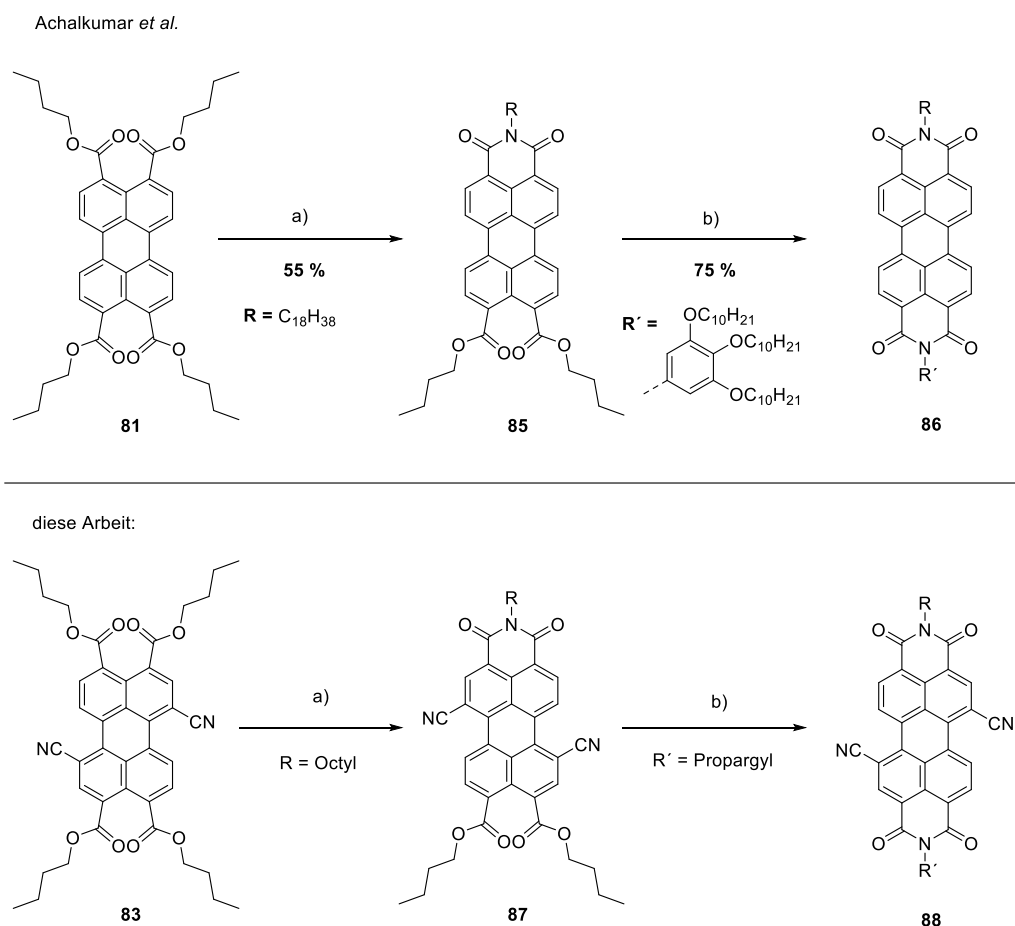 Achalkumar et al.
O O O O
O O O O
81
a)
55 %
R = C18H38
R
O N O
O O O O
85
b)
75 %
R´ =
OC10H21
OC10H21
OC10H21
R
O N O
O N O
R´
86
diese Arbeit:
O O O O
CN
NC
O O O O
83
a)
R = Octyl
R
O N O
NC
CN
O O O O
87
b)
R´ = Propargyl
R
O N O
CN
NC
O N O
R´
88